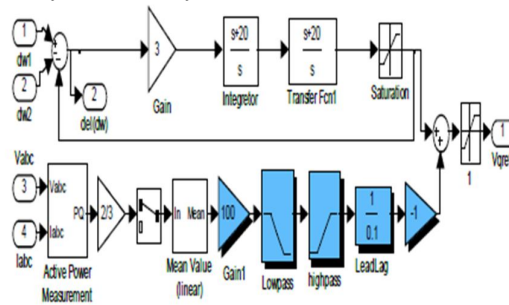 1
dw1
2
dw2
+
-
-
2
del(dw)
3
Gain
s+20
s
Integretor
s+20
s
Transfer Fcn1
Saturation
+
+
1
1
Vqref
Vabc
3
4
Iabc
Vabc
Iabc
PQ
Active Power
Measurement
2/3
In
Mean
Mean Value
(linear)
100
Gain1
Lowpass
highpass
1
0.1
LeadLag
-1